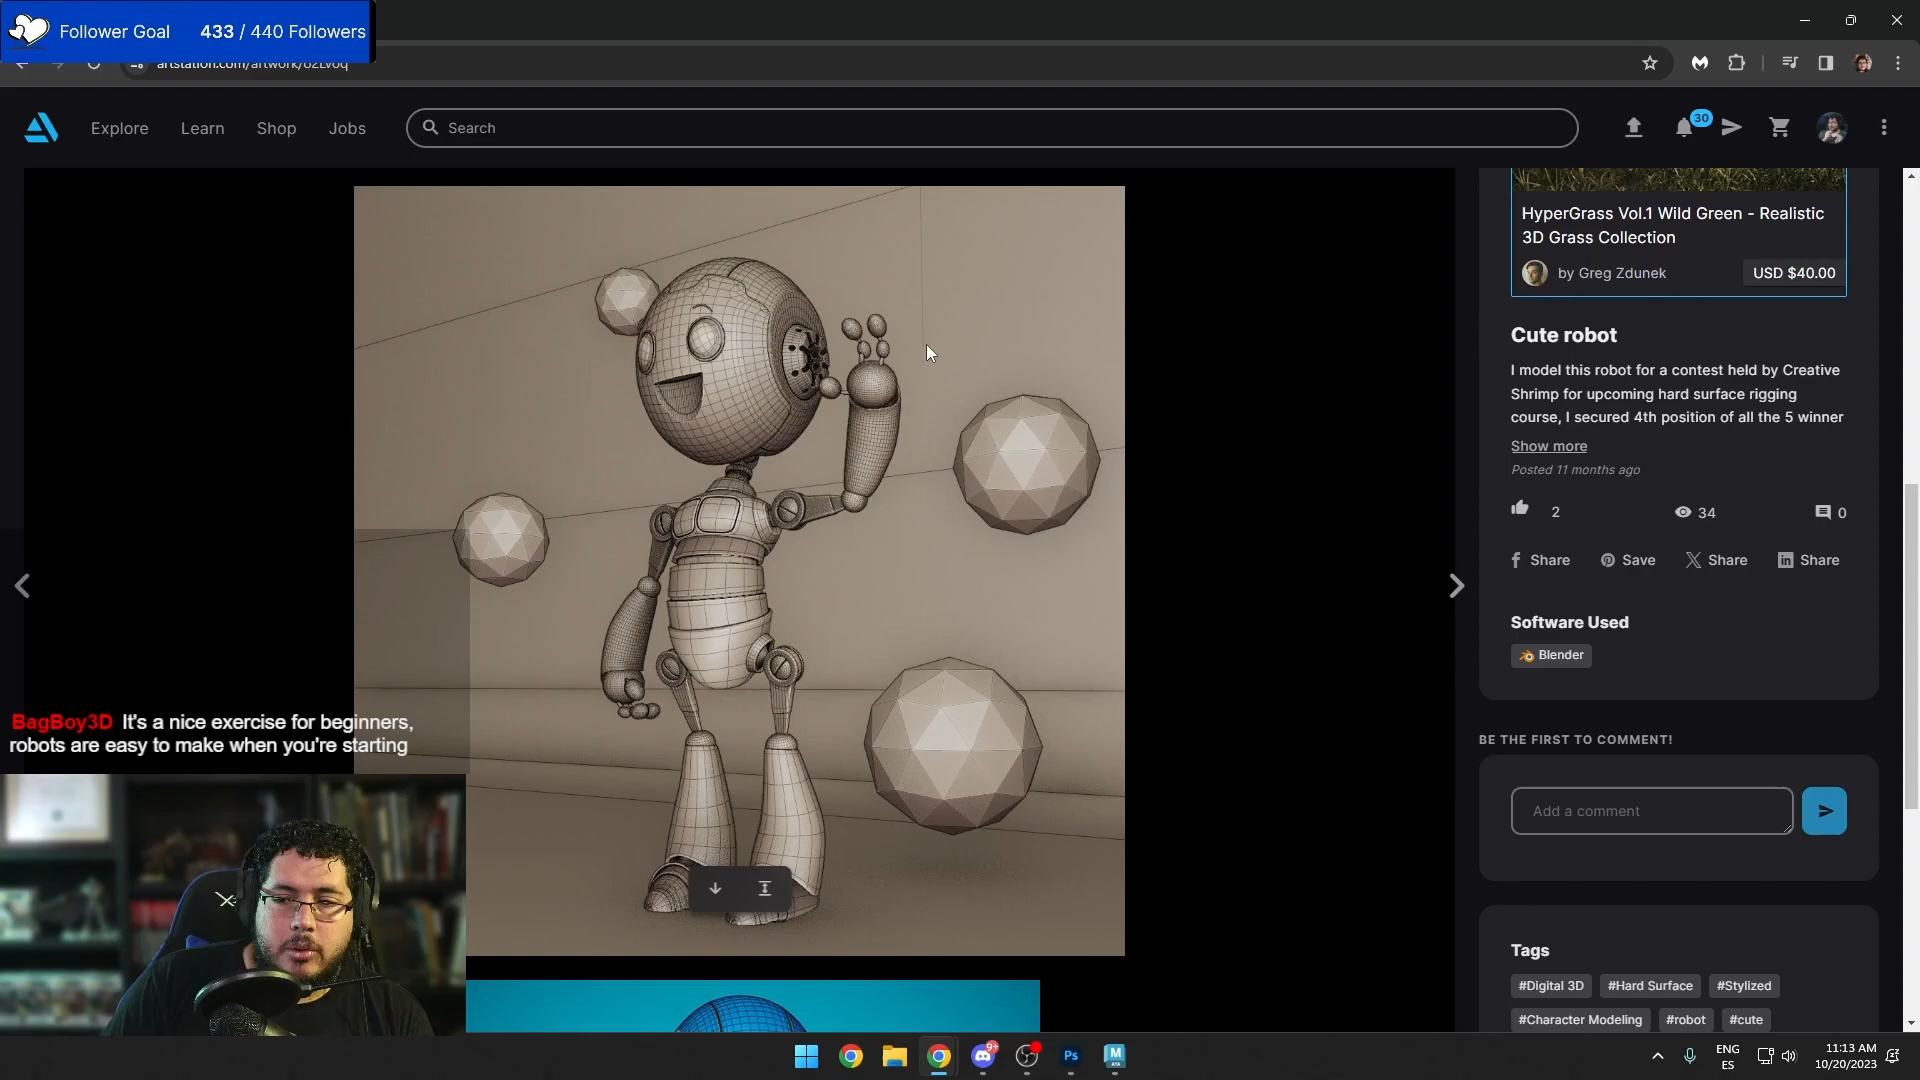 Follower Goal 433 / 440 Followers
artstation.com/artwork/
Explore Learn Shop Jobs Search 30
HyperGrass Vol.1 Wild Green - Realistic
3D Grass Collection
by Greg Zdunek USD $40.00
Cute robot
I model this robot for a contest held by Creative
Shrimp for upcoming hard surface rigging
course, I secured 4th position of all the 5 winner
Show more
Posted 11 months ago
2 34 0
Share Save Share Share
Software Used
Blender
BagBoy3D It's a nice exercise for beginners,
robots are easy to make when you're starting
BE THE FIRST TO COMMENT!
Add a comment
Tags
#Digital 3D #Hard Surface #Stylized
#Character Modeling #robot #cute
9+ Ps M
ENG
ES
11:13 AM
10/20/2023